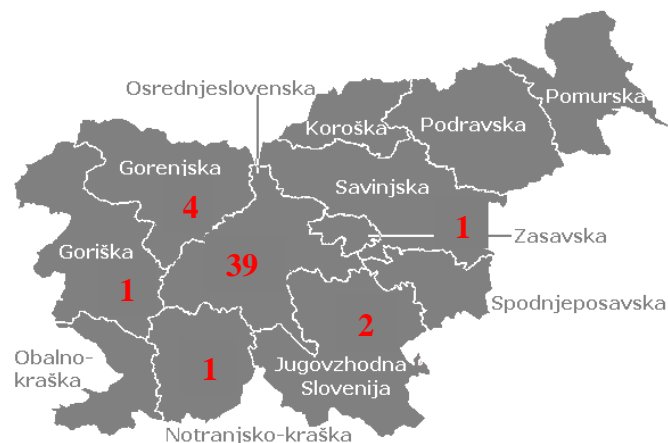 Osrednjeslovenska
Koroška
Podravska
Pomurska
Gorenjska
4
Savinjska
1
Zasavska
Goriška
1
39
Spodnjeposavska
2
Obalno-
kraška
1
Jugovzhodna
Slovenija
Notranjsko-kraška